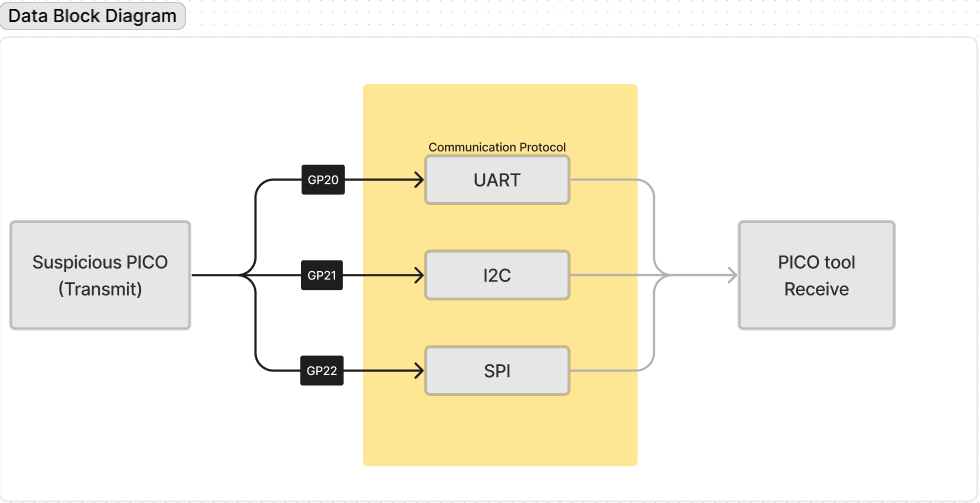 Data Block Diagram
Communication Protocol
GP20
UART
Suspicious PICO
(Transmit)
GP21
I2C
PICO tool
Receive
GP22
SPI